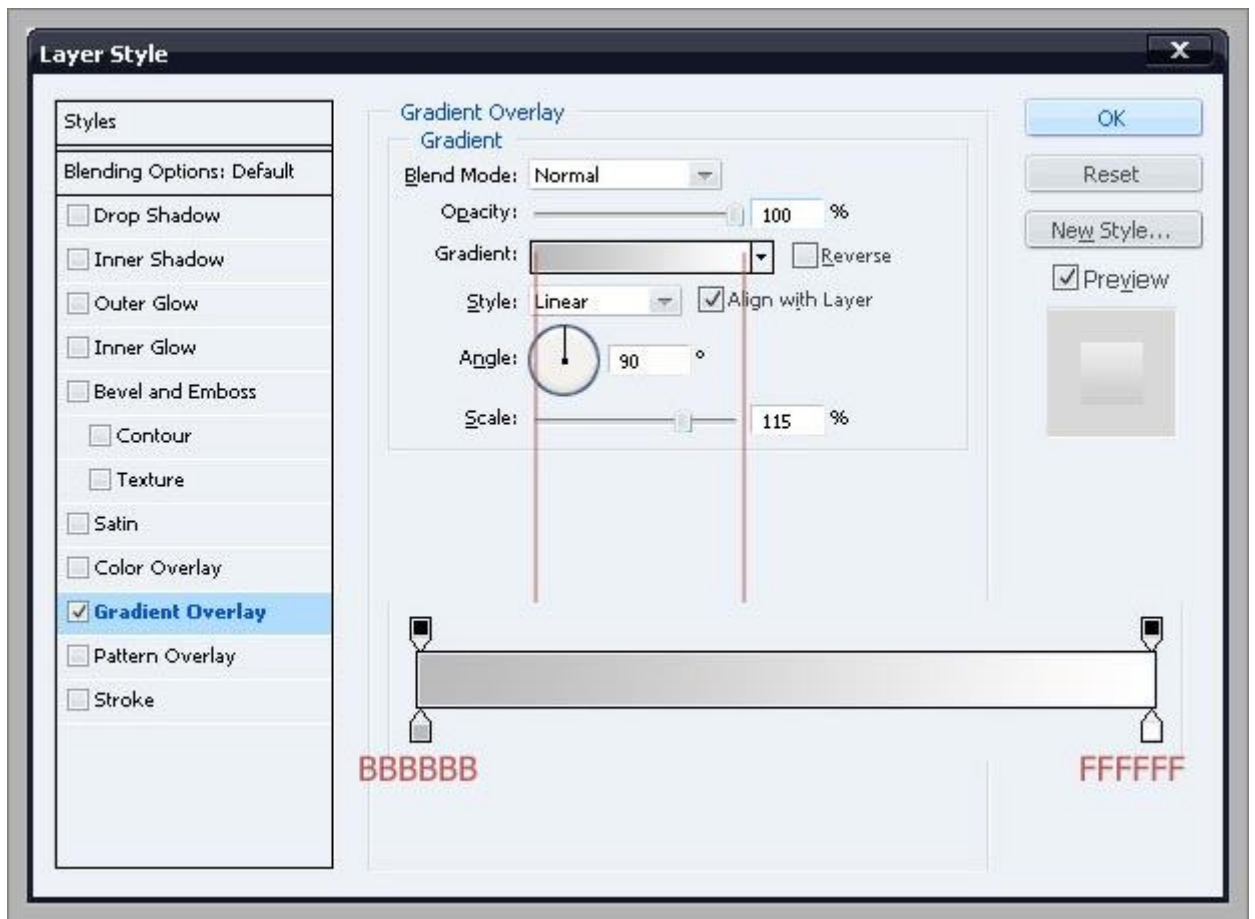 Layer Style
X
Styles
Blending Options: Default
Drop Shadow
Inner Shadow
Outer Glow
Inner Glow
Bevel and Emboss
Contour
Texture
Satin
Color Overlay
Gradient Overlay
Pattern Overlay
Stroke
Gradient Overlay
Gradient
Blend Mode: Normal
Opacity: 100 %
Gradient: Reverse
Style: Linear Align with Layer
Angle: 90 °
Scale: 115 %
BBBBBB
FFFFFF
OK
Reset
New Style...
Preview